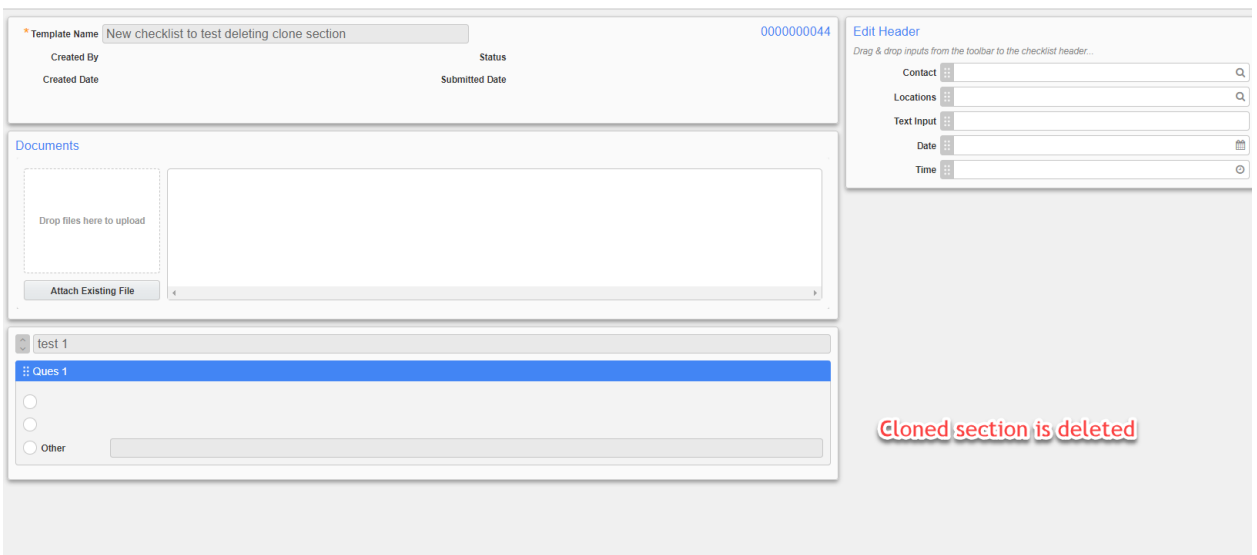 * Template Name New checklist to test deleting clone section 0000000044
Created By Status
Created Date Submitted Date
Edit Header
Drag & drop inputs from the toolbar to the checklist header...
Contact
Locations
Text Input
Date
Time
Documents
Drop files here to upload
Attach Existing File
test 1
Ques 1
Other
Cloned section is deleted